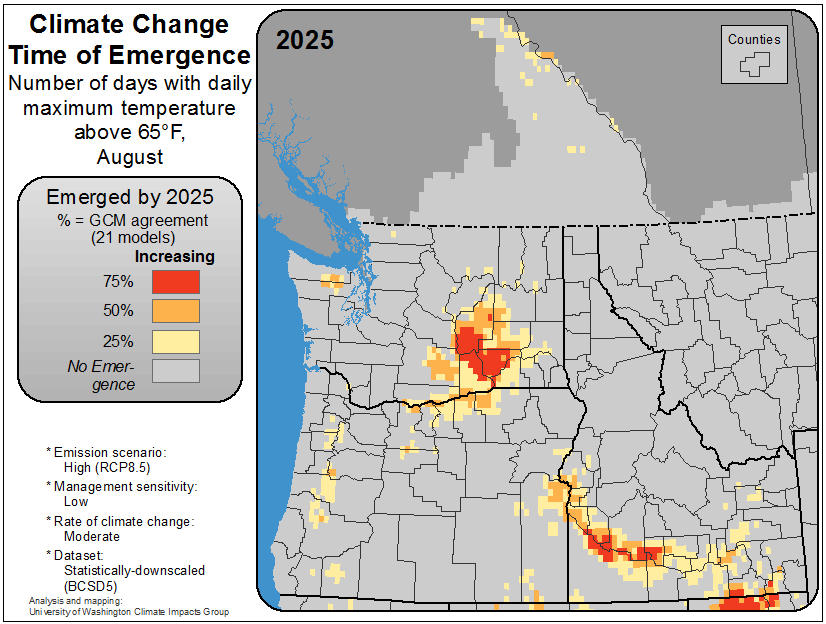 Climate Change
Time of Emergence
Number of days with daily
maximum temperature
above 65°F,
August
Emerged by 2025
% = GCM agreement
(21 models)
Increasing
75%
50%
25%
No Emer-
gence
* Emission scenario:
High (RCP8.5)
* Management sensitivity:
Low
* Rate of climate change:
Moderate
* Dataset:
Statistically-downscaled
(BCSD5)
Analysis and mapping:
University of Washington Climate Impacts Group
2025
Counties